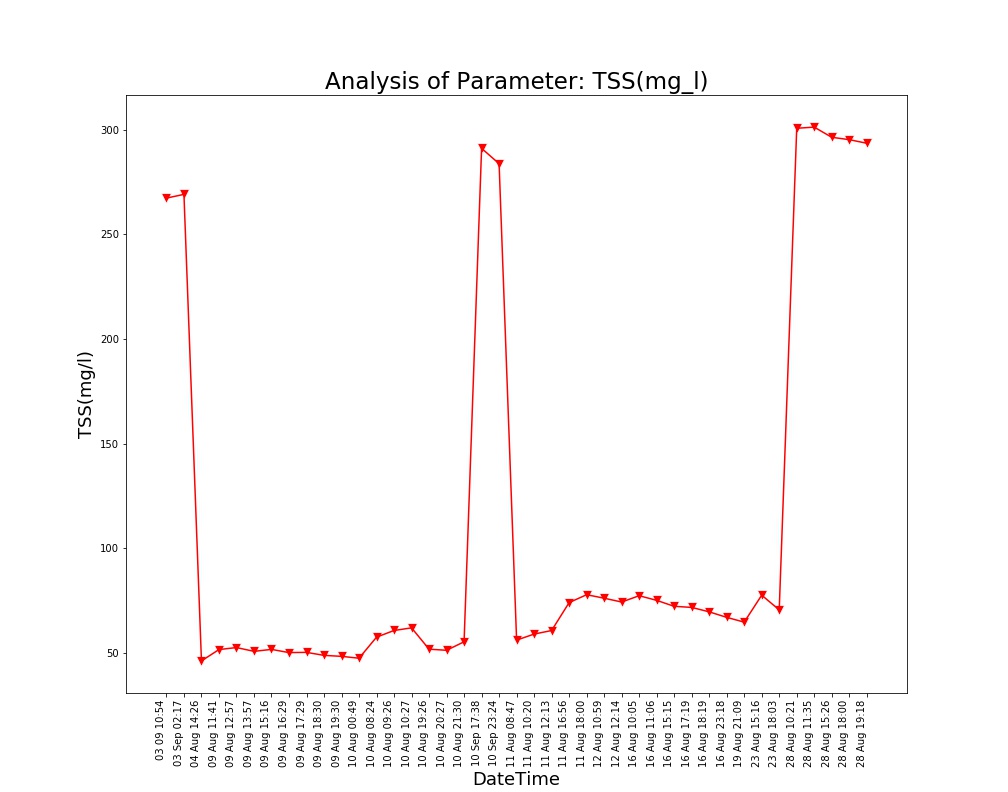 Analysis of Parameter: TSS(mg_l)
TSS(mg/l)
300
250
200
150
100
50
03 09 10:54
03 Sep 02:17
04 Aug 14:26
09 Aug 11:41
09 Aug 12:57
09 Aug 13:57
09 Aug 15:16
09 Aug 16:29
09 Aug 17:29
09 Aug 18:30
09 Aug 19:30
10 Aug 00:49
10 Aug 08:24
10 Aug 09:26
10 Aug 10:27
10 Aug 19:26
10 Aug 20:27
10 Aug 21:30
10 Sep 17:38
10 Sep 23:24
11 Aug 08:47
11 Aug 10:20
11 Aug 12:13
11 Aug 16:56
11 Aug 18:00
12 Aug 10:59
12 Aug 12:14
16 Aug 10:05
16 Aug 11:06
16 Aug 15:15
16 Aug 17:19
16 Aug 18:19
16 Aug 23:18
19 Aug 21:09
23 Aug 15:16
23 Aug 18:03
28 Aug 10:21
28 Aug 11:35
28 Aug 15:26
28 Aug 18:00
28 Aug 19:18
DateTime